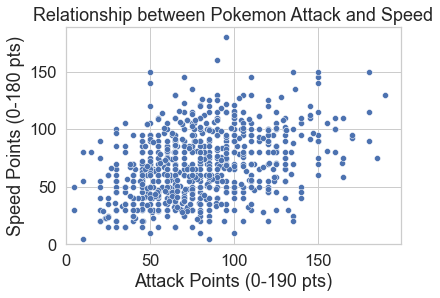 Relationship between Pokemon Attack and Speed
Speed Points (0-180 pts)
150
100
50
0
0 50 100 150
Attack Points (0-190 pts)